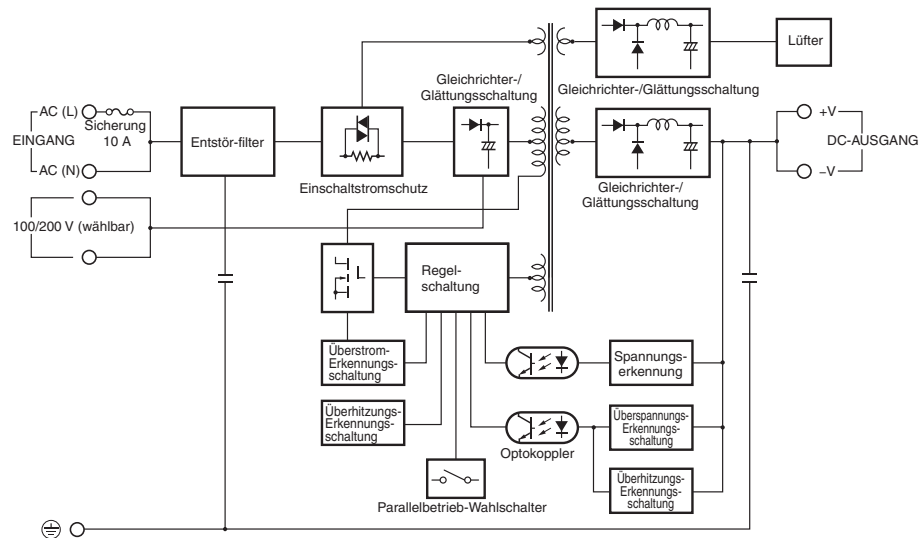 Lüfter
Gleichrichter-/Glättungsschaltung
Gleichrichter-/
Glättungsschaltung
AC (L)
Sicherung
10 A
EINGANG
AC (N)
Entstör-filter
Einschaltstromschutz
+V
DC-AUSGANG
–V
Gleichrichter-/
Glättungsschaltung
100/200 V (wählbar)
Regel-
schaltung
Überstrom-
Erkennungs-
schaltung
Spannungs-
erkennung
Überhitzungs-
Erkennungs-
schaltung
Überspannungs-
Erkennungs-
schaltung
Optokoppler
Überhitzungs-
Erkennungs-
schaltung
Parallelbetrieb-Wahlschalter